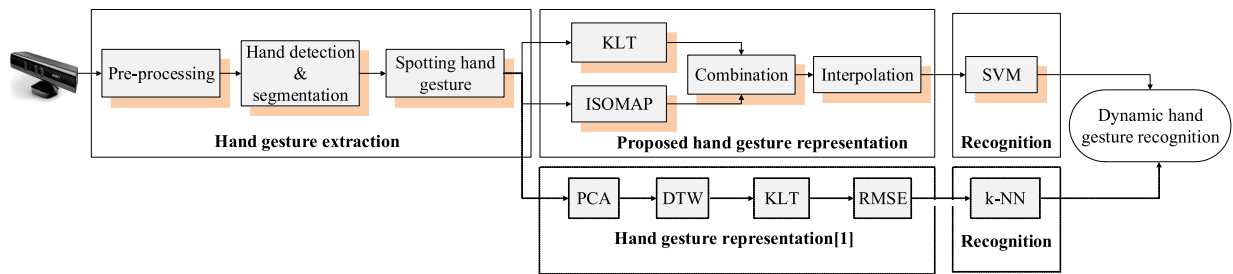 Pre-processing
Hand detection
&
segmentation
Spotting hand
gesture
Hand gesture extraction
KLT
ISOMAP
Combination
Interpolation
Proposed hand gesture representation
SVM
Recognition
Dynamic hand
gesture recognition
PCA
DTW
KLT
RMSE
Hand gesture representation[1]
k-NN
Recognition